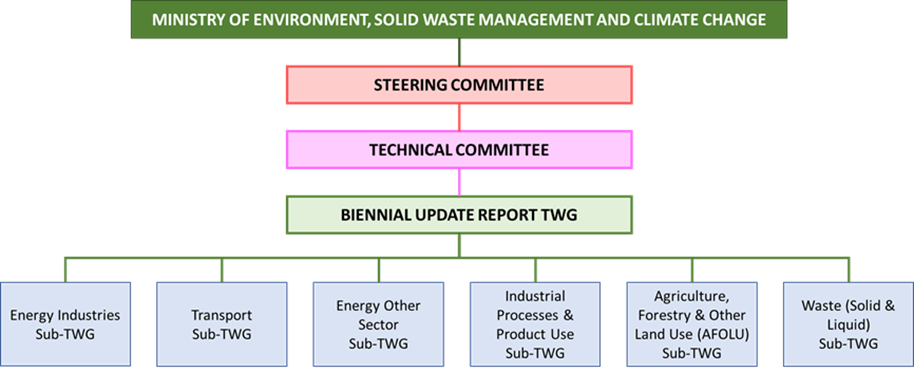 MINISTRY OF ENVIRONMENT, SOLID WASTE MANAGEMENT AND CLIMATE CHANGE
STEERING COMMITTEE
TECHNICAL COMMITTEE
BIENNIAL UPDATE REPORT TWG
Energy Industries
Sub-TWG
Transport
Sub-TWG
Energy Other
Sector
Sub-TWG
Industrial
Processes &
Product Use
Sub-TWG
Agriculture,
Forestry & Other
Land Use (AFOLU)
Sub-TWG
Waste (Solid &
Liquid)
Sub-TWG